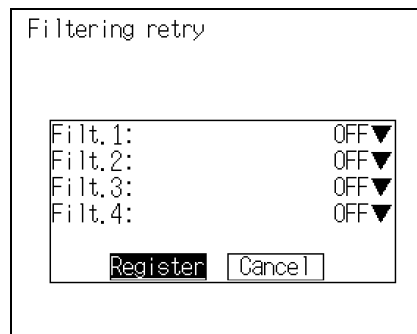 Filtering retry
Filt.1: OFF▼
Filt.2: OFF▼
Filt.3: OFF▼
Filt.4: OFF▼
Register Cancel